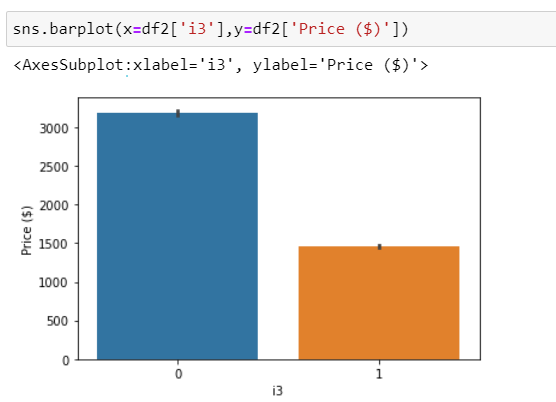 sns.barplot(x=df2['i3'],y=df2['Price ($)'])
<AxesSubplot:xlabel='i3', ylabel='Price ($)'>
3000
2500
2000
1500
1000
500
0
Price ($)
0 1
i3